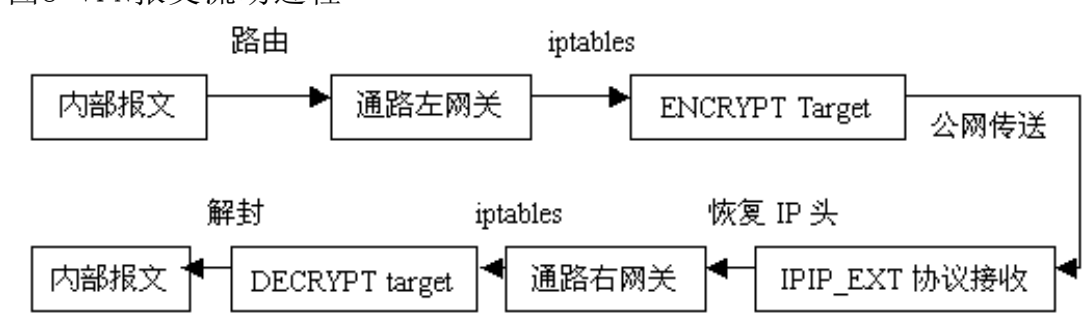 路由 iptables
内部报文 通路左网关 ENCRYPT Target 公网传送
解封 iptables 恢复 IP 头
内部报文 DECRYPT target 通路右网关 IPIP_EXT 协议接收